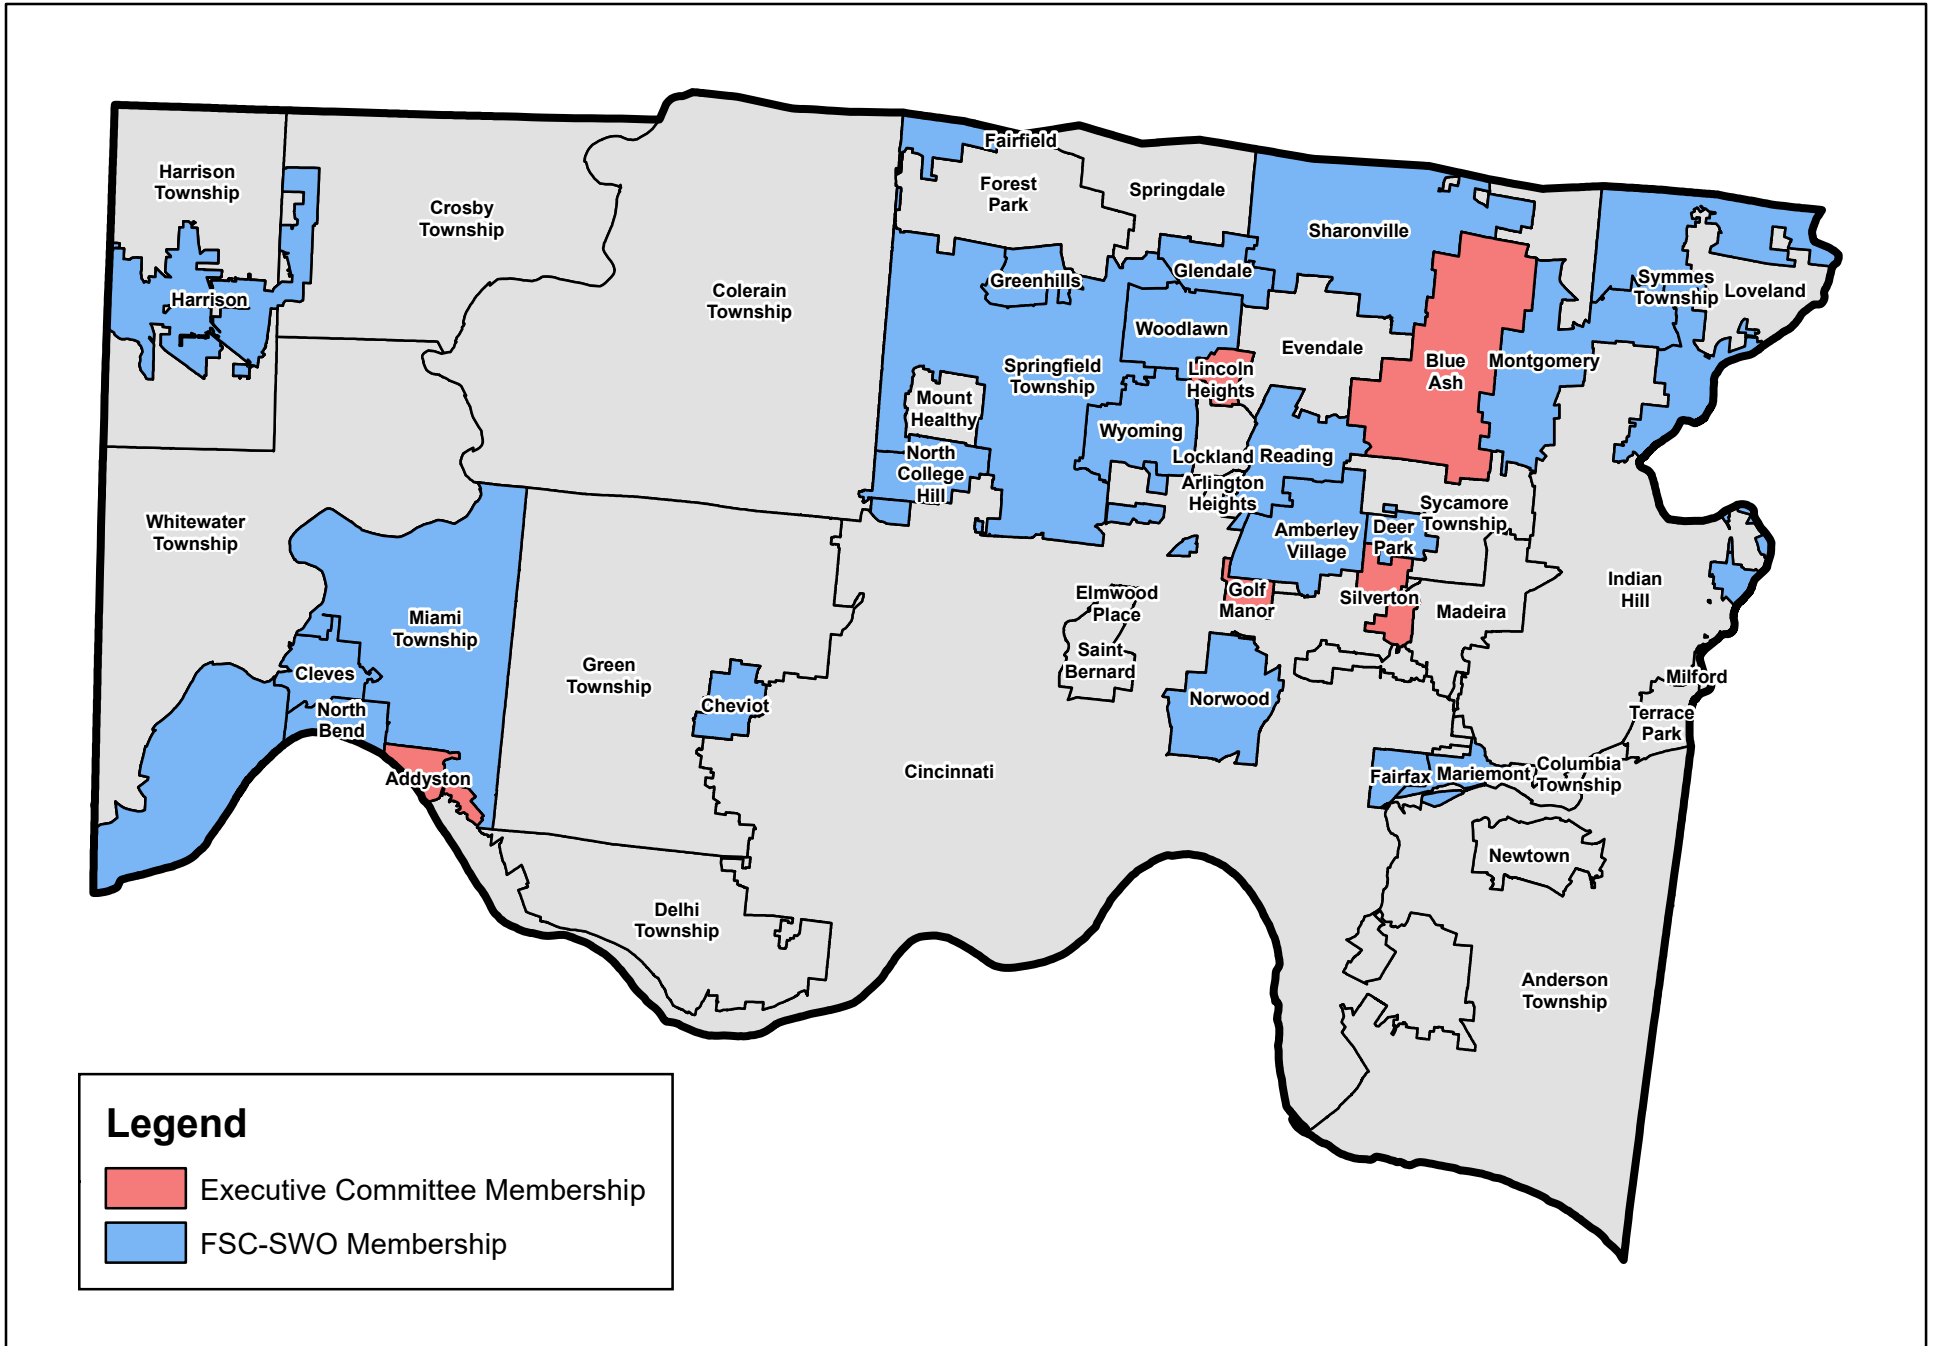 Harrison
Township
Crosby
Township
Colerain
Township
Fairfield
Forest
Park
Springdale
Sharonville
Glendale
Greenhills
Symmes
Township
Loveland
Harrison
Woodlawn
Evendale
Blue
Ash
Montgomery
Springfield
Township
Lincoln
Heights
Mount
Healthy
Wyoming
North
College
Hill
Lockland
Reading
Arlington
Heights
Sycamore
Township
Whitewater
Township
Amberley
Village
Deer
Park
Miami
Township
Elmwood
Place
Golf
Manor
Silverton
Madeira
Indian
Hill
Green
Township
Saint
Bernard
Cleves
Cheviot
Norwood
Milford
North
Bend
Terrace
Park
Addyston
Cincinnati
Fairfax
Mariemont
Columbia
Township
Newtown
Delhi
Township
Anderson
Township
Legend
Executive Committee Membership
FSC-SWO Membership